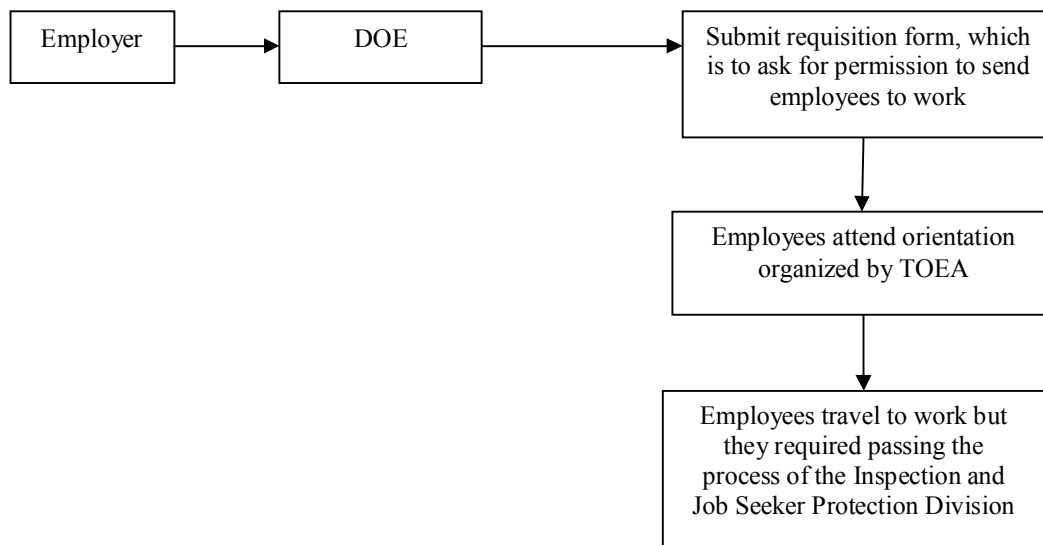 Employer
DOE
Submit requisition form, which
is to ask for permission to send
employees to work
Employees attend orientation
organized by TOEA
Employees travel to work but
they required passing the
process of the Inspection and
Job Seeker Protection Division